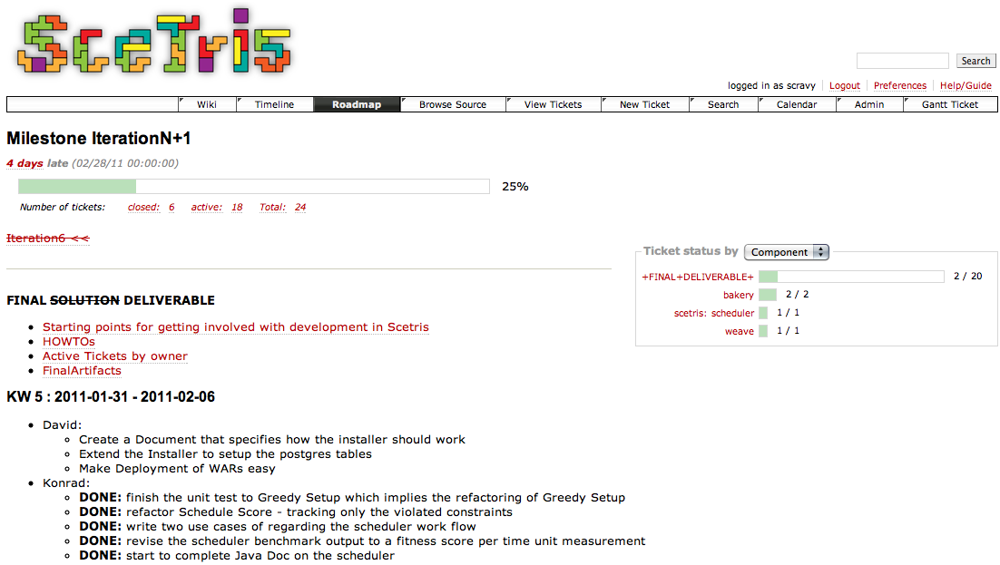 SceTris
Search
logged in as scravy Logout Preferences Help/Guide
Wiki Timeline Roadmap Browse Source View Tickets New Ticket Search Calendar Admin Gantt Ticket
Milestone IterationN+1
4 days late (02/28/11 00:00:00)
25%
Number of tickets: closed: 6 active: 18 Total: 24
Iteration6 <<
Ticket status by Component
+FINAL+DELIVERABLE+ 2 / 20
bakery 2 / 2
scetris: scheduler 1 / 1
weave 1 / 1
FINAL SOLUTION DELIVERABLE
• Starting points for getting involved with development in Scetris
• HOWTOs
• Active Tickets by owner
• FinalArtifacts
KW 5 : 2011-01-31 - 2011-02-06
• David:
◦ Create a Document that specifies how the installer should work
◦ Extend the Installer to setup the postgres tables
◦ Make Deployment of WARs easy
• Konrad:
◦ DONE: finish the unit test to Greedy Setup which implies the refactoring of Greedy Setup
◦ DONE: refactor Schedule Score - tracking only the violated constraints
◦ DONE: write two use cases of regarding the scheduler work flow
◦ DONE: revise the scheduler benchmark output to a fitness score per time unit measurement
◦ DONE: start to complete Java Doc on the scheduler